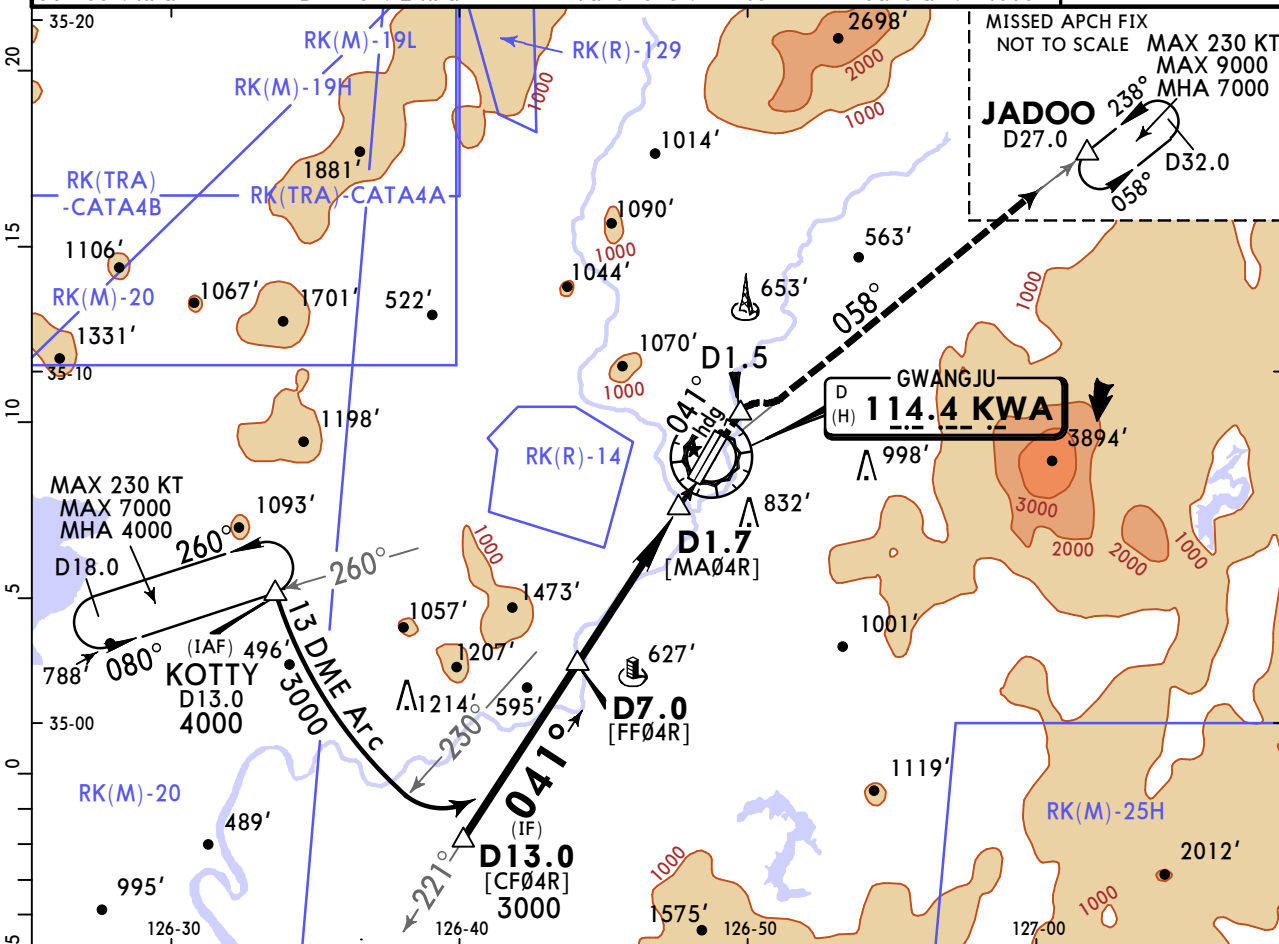 35-20
20
RK(M)-19L
RK(M)-19H
RK(R)-129
1000
2698'
2000
1000
MISSED APCH FIX
NOT TO SCALE
MAX 230 KT
MAX 9000
MHA 7000
238°
JADOO
D27.0
D32.0
058°
1014'
1881'
RK(TRA)
-CATA4B
RK(TRA)-CATA4A
15
1106'
1090'
1000
563'
1044'
RK(M)-20
1067'
1701'
522'
653'
1000
058°
1331'
35-10
1070'
1000
D1.5
GWANGJU
D
(H)
114.4 KWA
041°
hdg
10
1198'
RK(R)-14
3894'
998'
3000
2000
2000
1000
MAX 230 KT
MAX 7000
MHA 4000
1093'
260°
D18.0
260°
1000
832'
D1.7
[MAØ4R]
5
1473'
1057'
1001'
13 DME Arc
3000
788'
080°
(IAF)
KOTTY
D13.0
4000
496'
1207'
627'
1214'
595'
D7.0
[FFØ4R]
230°
35-00
041°
0
RK(M)-20
1119'
RK(M)-25H
489'
(IF)
D13.0
[CFØ4R]
3000
221°
1000
2012'
995'
1000
1575'
5
126-30
126-40
126-50
127-00